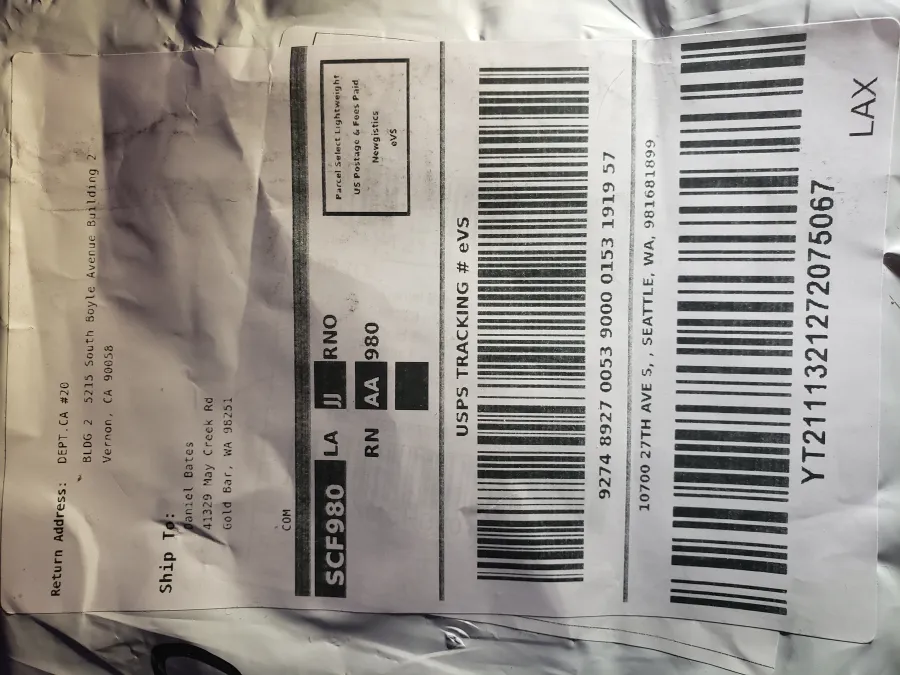 Return Address: DEPT.CA #20
BLDG 2 5215 South Boyle Avenue Building 2
Vernon, CA 90058
Ship To:
Daniel Bates
41329 May Creek Rd
Gold Bar, WA 98251
COM
Parcel Select Lightweight
US Postage & Fees Paid
Newgistics
eVS
SCF980 LA JJ RNO
RN AA 980
USPS TRACKING # eVS
9274 8927 0053 9000 0153 1919 57
10700 27TH AVE S, , SEATTLE, WA, 981681899
YT2111321272075067
LAX